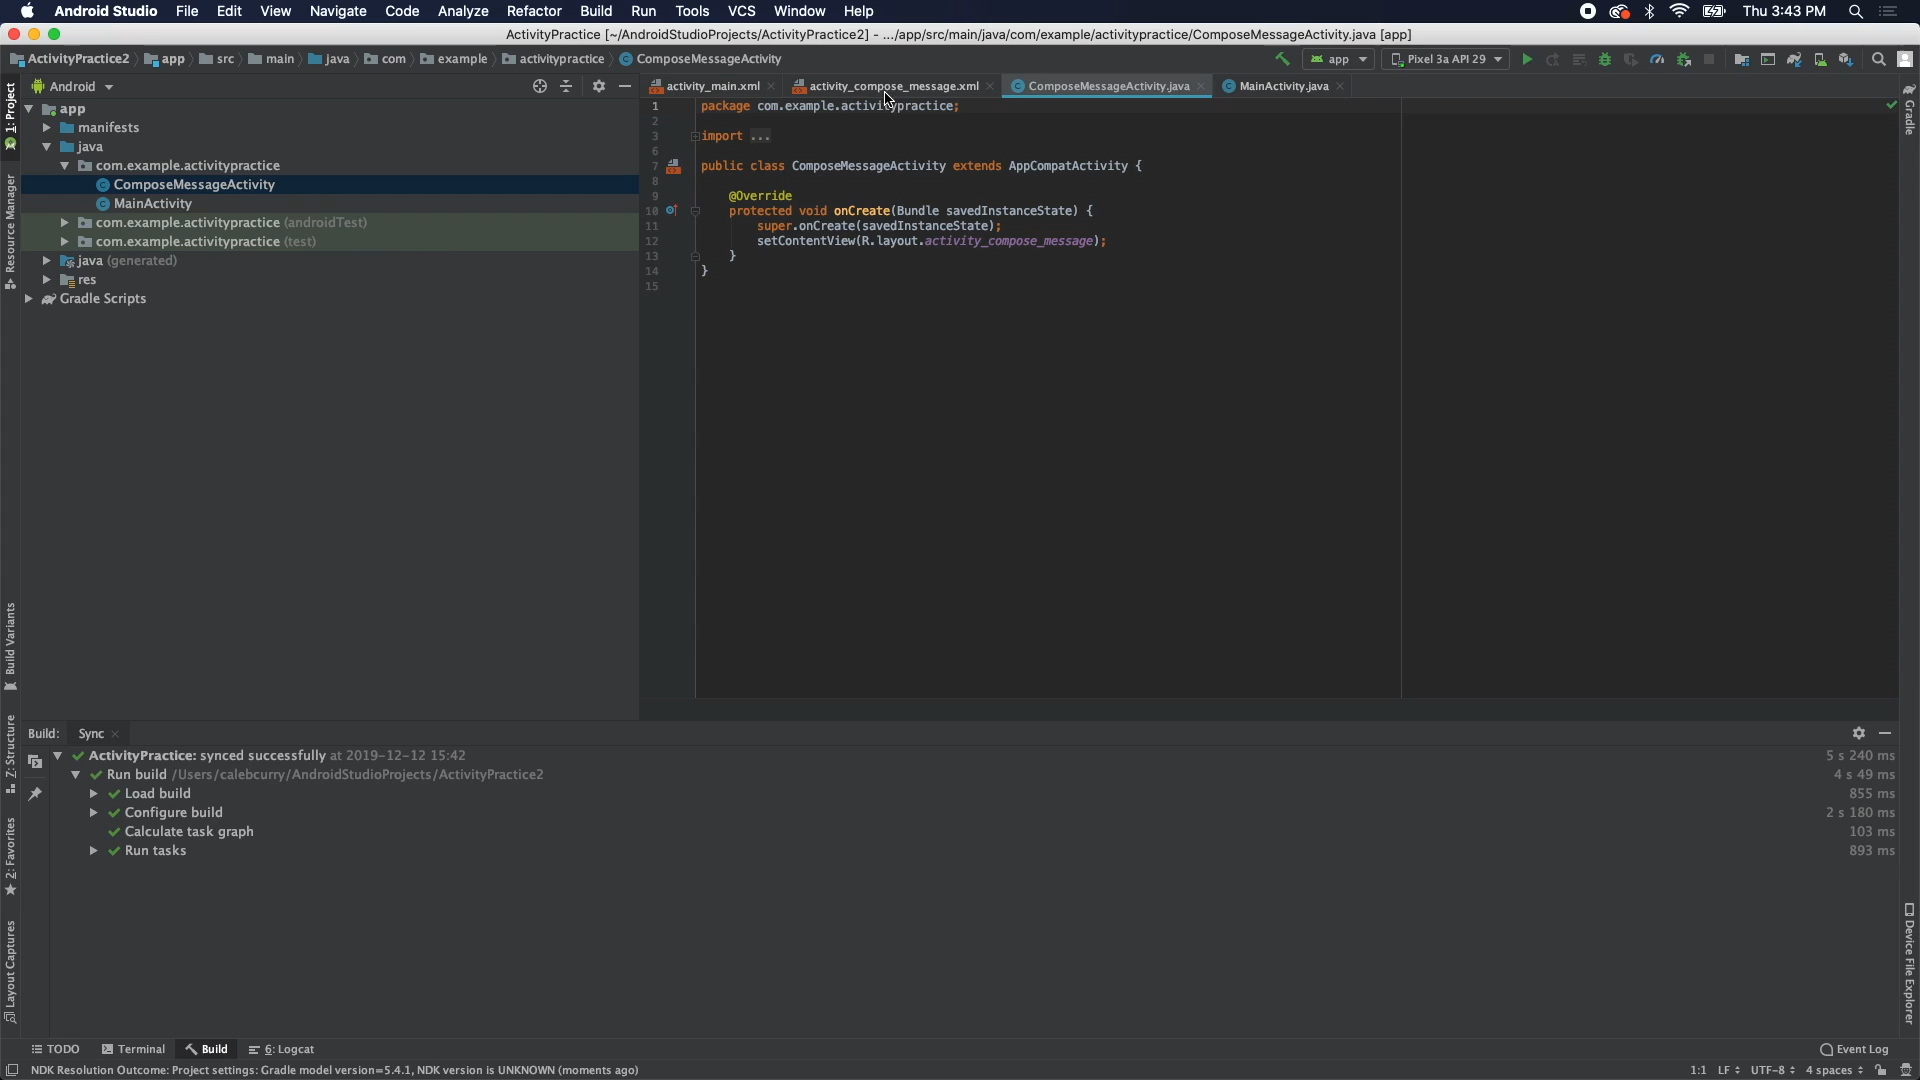 Android Studio File Edit View Navigate Code Analyze Refactor Build Run Tools VCS Window Help Thu 3:43 PM
ActivityPractice [~/AndroidStudioProjects/ActivityPractice2] - .../app/src/main/java/com/example/activitypractice/ComposeMessageActivity.java [app]
ActivityPractice2 app src main java com example activitypractice ComposeMessageActivity app Pixel 3a API 29
Android activity_main.xml activity_compose_message.xml ComposeMessageActivity.java MainActivity.java
1: Project
Resource Manager
Build Variants
Z: Structure
2: Favorites
Layout Captures
app
manifests
java
com.example.activitypractice
ComposeMessageActivity
MainActivity
com.example.activitypractice (androidTest)
com.example.activitypractice (test)
java (generated)
res
Gradle Scripts
1 package com.example.activitypractice;
2
3 import ...
6
7 public class ComposeMessageActivity extends AppCompatActivity {
8
9 @Override
10 protected void onCreate(Bundle savedInstanceState) {
11 super.onCreate(savedInstanceState);
12 setContentView(R.layout.activity_compose_message);
13 }
14 }
15
Gradle
Device File Explorer
Build: Sync
ActivityPractice: synced successfully at 2019-12-12 15:42 5 s 240 ms
Run build /Users/calebcurry/AndroidStudioProjects/ActivityPractice2 4 s 49 ms
Load build 855 ms
Configure build 2 s 180 ms
Calculate task graph 103 ms
Run tasks 893 ms
TODO Terminal Build 6: Logcat Event Log
NDK Resolution Outcome: Project settings: Gradle model version=5.4.1, NDK version is UNKNOWN (moments ago) 1:1 LF UTF-8 4 spaces